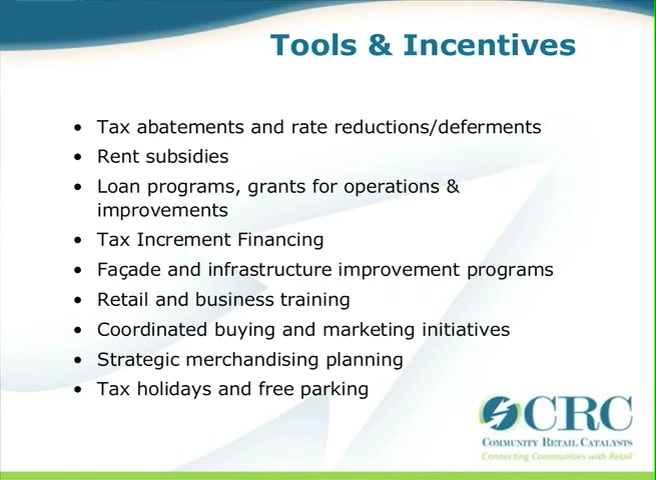 Tools & Incentives
• Tax abatements and rate reductions/deferments
• Rent subsidies
• Loan programs, grants for operations &
improvements
• Tax Increment Financing
• Façade and infrastructure improvement programs
• Retail and business training
• Coordinated buying and marketing initiatives
• Strategic merchandising planning
• Tax holidays and free parking
CRC
COMMUNITY RETAIL CATALYSTS
Connecting Communities with Retail